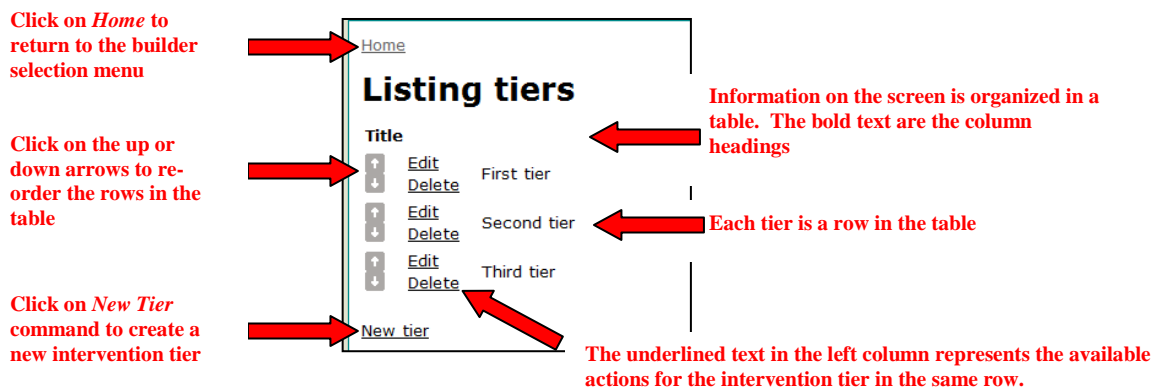 Click on Home to
return to the builder
selection menu
Home
Listing tiers
Information on the screen is organized in a
table.  The bold text are the column
headings
Title
Click on the up or
down arrows to re-
order the rows in the
table
Edit
Delete
First tier
Edit
Delete
Second tier
Each tier is a row in the table
Edit
Delete
Third tier
Click on New Tier
command to create a
new intervention tier
New tier
The underlined text in the left column represents the available
actions for the intervention tier in the same row.